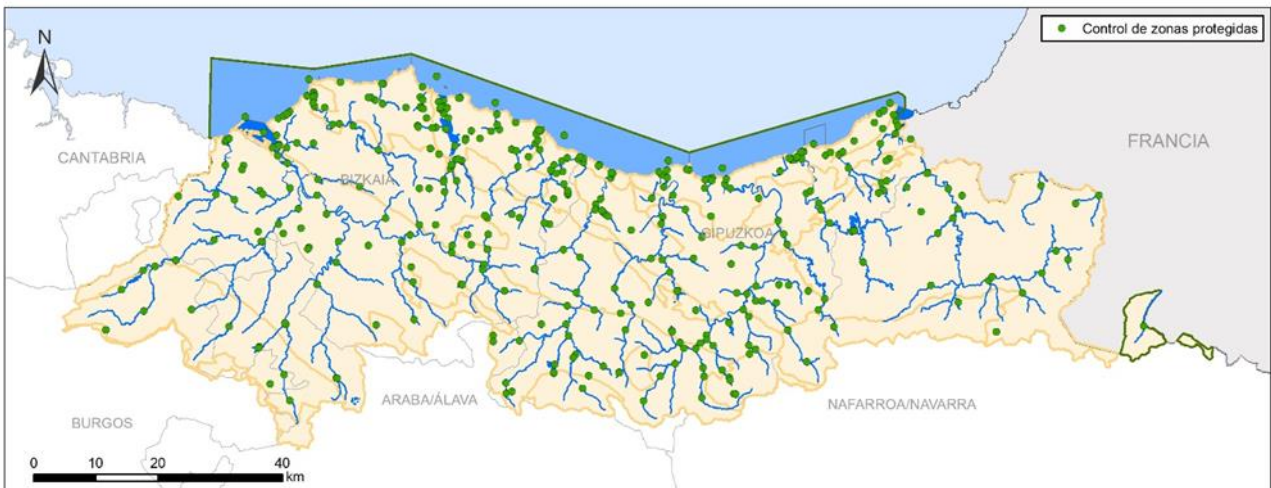 N
Control de zonas protegidas
FRANCIA
CANTABRIA
BIZKAIA
GIPUZKOA
ARABA/ÁLAVA
NAFARROA/NAVARRA
BURGOS
0 10 20 40
km